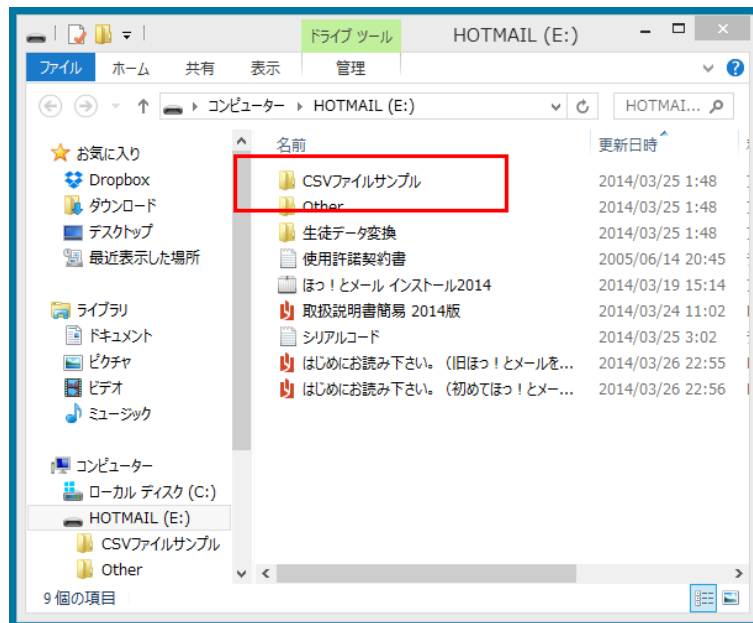 ドライブ ツール HOTMAIL (E:)
ファイル ホーム 共有 表示 管理
コンピューター HOTMAIL (E:) HOTMAI...
お気に入り
Dropbox
ダウンロード
デスクトップ
最近表示した場所
ライブラリ
ドキュメント
ピクチャ
ビデオ
ミュージック
コンピューター
ローカル ディスク (C:)
HOTMAIL (E:)
CSVファイルサンプル
Other
名前 更新日時
CSVファイルサンプル 2014/03/25 1:48
Other 2014/03/25 1:48
生徒データ変換 2014/03/25 1:48
使用許諾契約書 2005/06/14 20:45
ほっ！とメール インストール2014 2014/03/19 15:14
取扱説明書簡易 2014版 2014/03/24 11:02
シリアルコード 2014/03/25 3:02
はじめにお読み下さい。（旧ほっ！とメールを... 2014/03/26 22:55
はじめにお読み下さい。（初めてほっ！とメー... 2014/03/26 22:56
9 個の項目